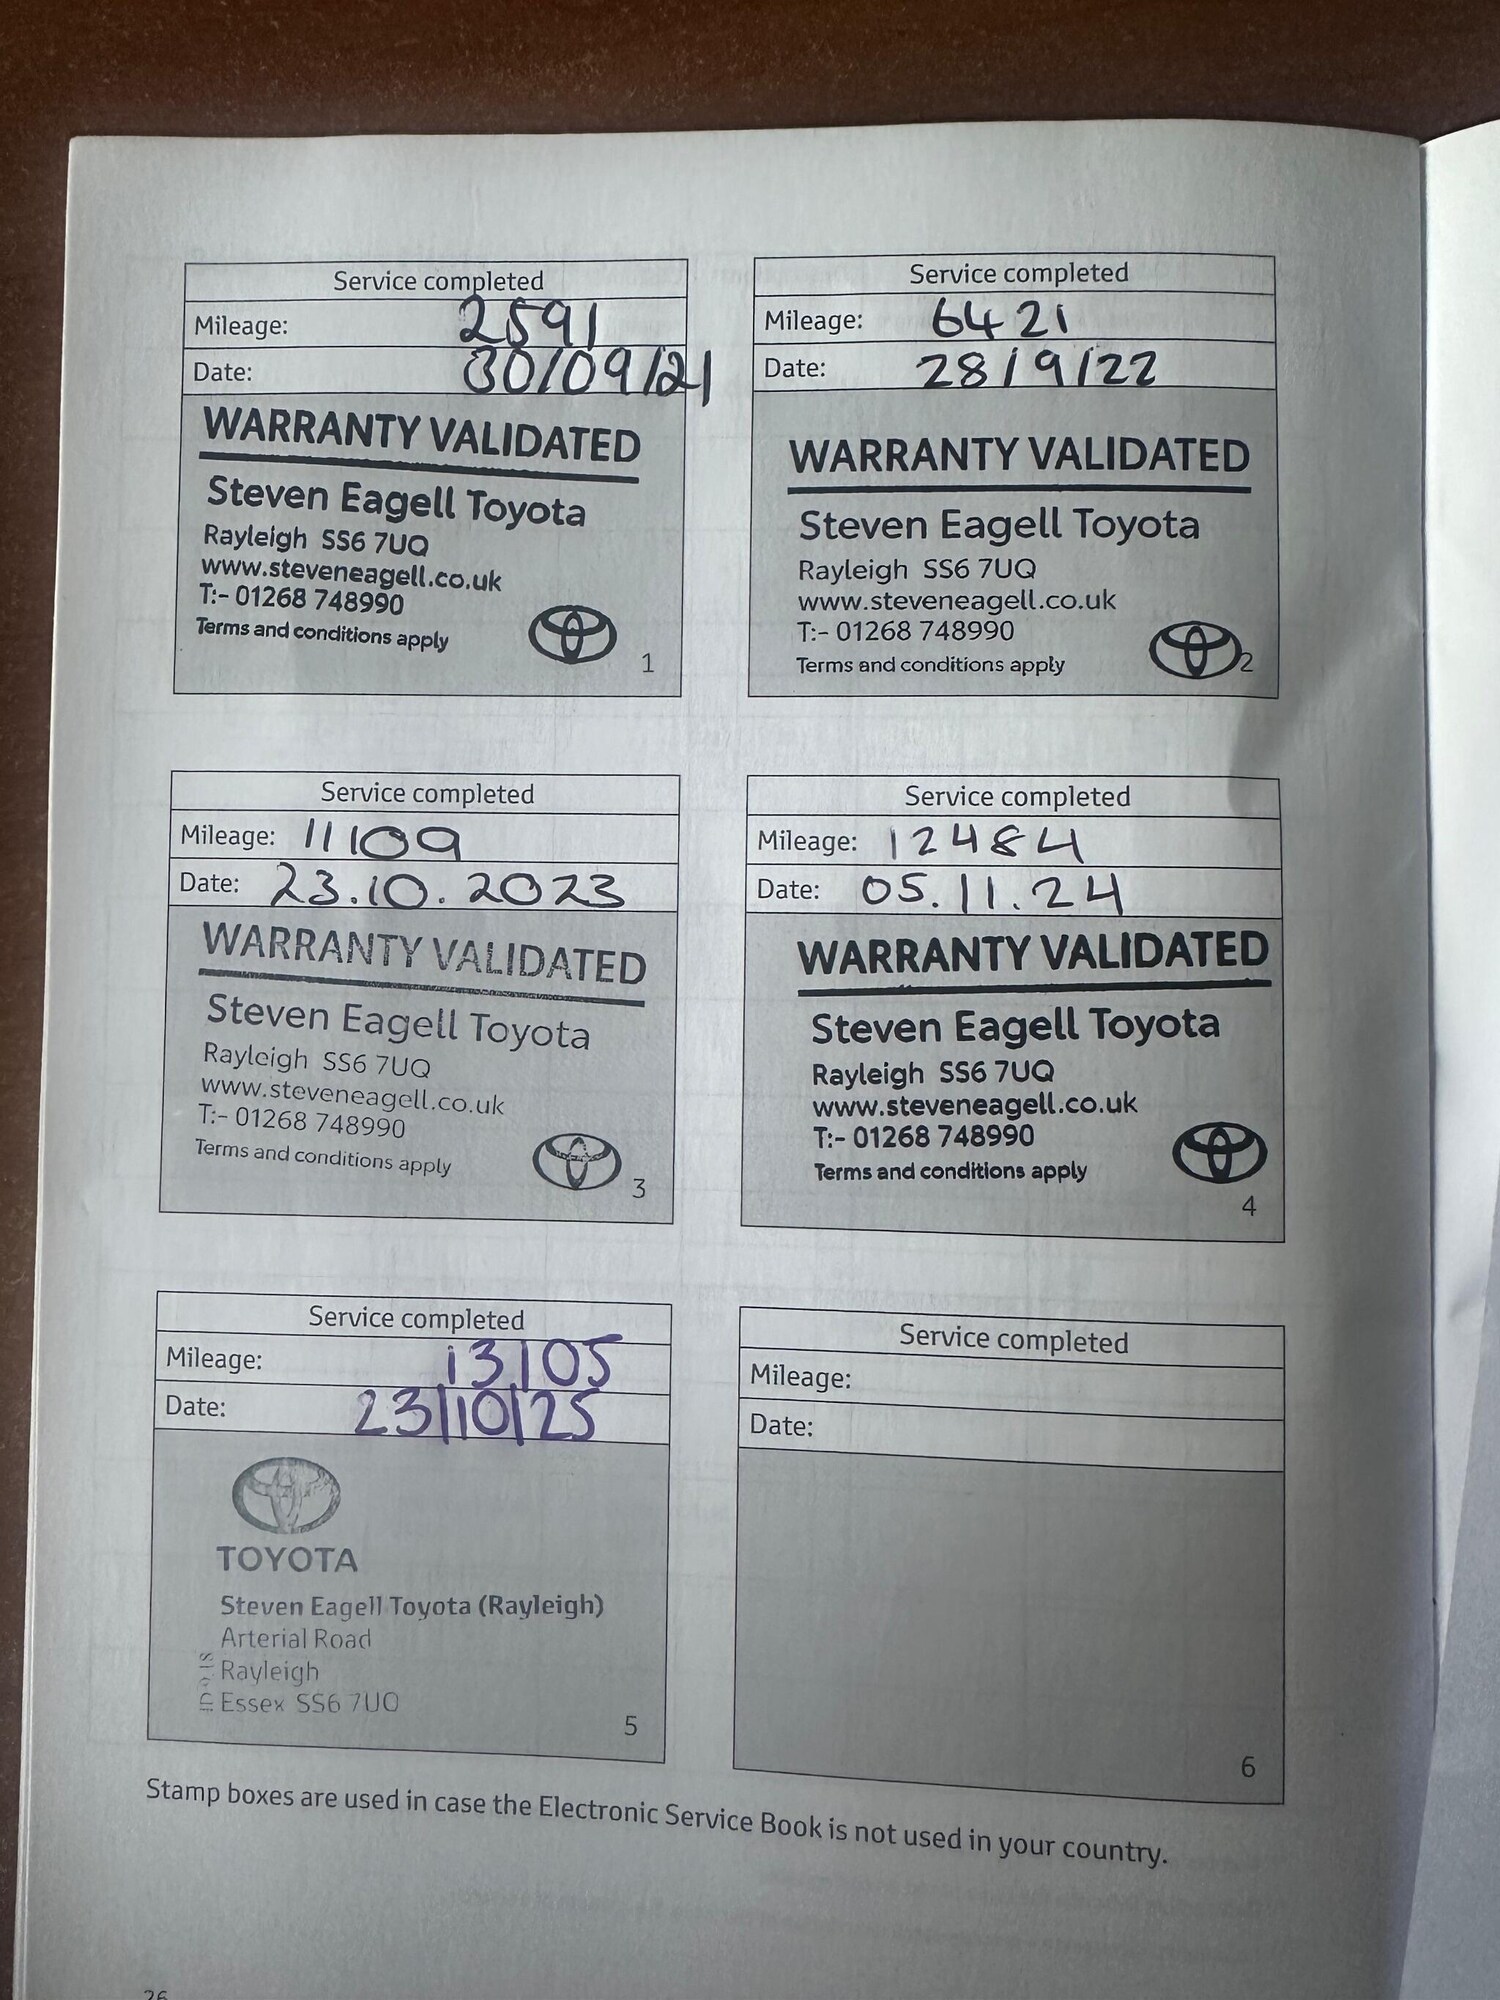 Service completed
Mileage: 2591
Date: 30/09/21
WARRANTY VALIDATED
Steven Eagell Toyota
Rayleigh SS6 7UQ
www.steveneagell.co.uk
T:- 01268 748990
Terms and conditions apply
1
Service completed
Mileage: 6421
Date: 28/9/22
WARRANTY VALIDATED
Steven Eagell Toyota
Rayleigh SS6 7UQ
www.steveneagell.co.uk
T:- 01268 748990
Terms and conditions apply
2
Service completed
Mileage: 11109
Date: 23.10.2023
WARRANTY VALIDATED
Steven Eagell Toyota
Rayleigh SS6 7UQ
www.steveneagell.co.uk
T:- 01268 748990
Terms and conditions apply
3
Service completed
Mileage: 12484
Date: 05.11.24
WARRANTY VALIDATED
Steven Eagell Toyota
Rayleigh SS6 7UQ
www.steveneagell.co.uk
T:- 01268 748990
Terms and conditions apply
4
Service completed
Mileage: 13105
Date: 23/10/25
TOYOTA
Steven Eagell Toyota (Rayleigh)
Arterial Road
Rayleigh
Essex SS6 7UQ
5
Service completed
Mileage:
Date:
6
Stamp boxes are used in case the Electronic Service Book is not used in your country.
26